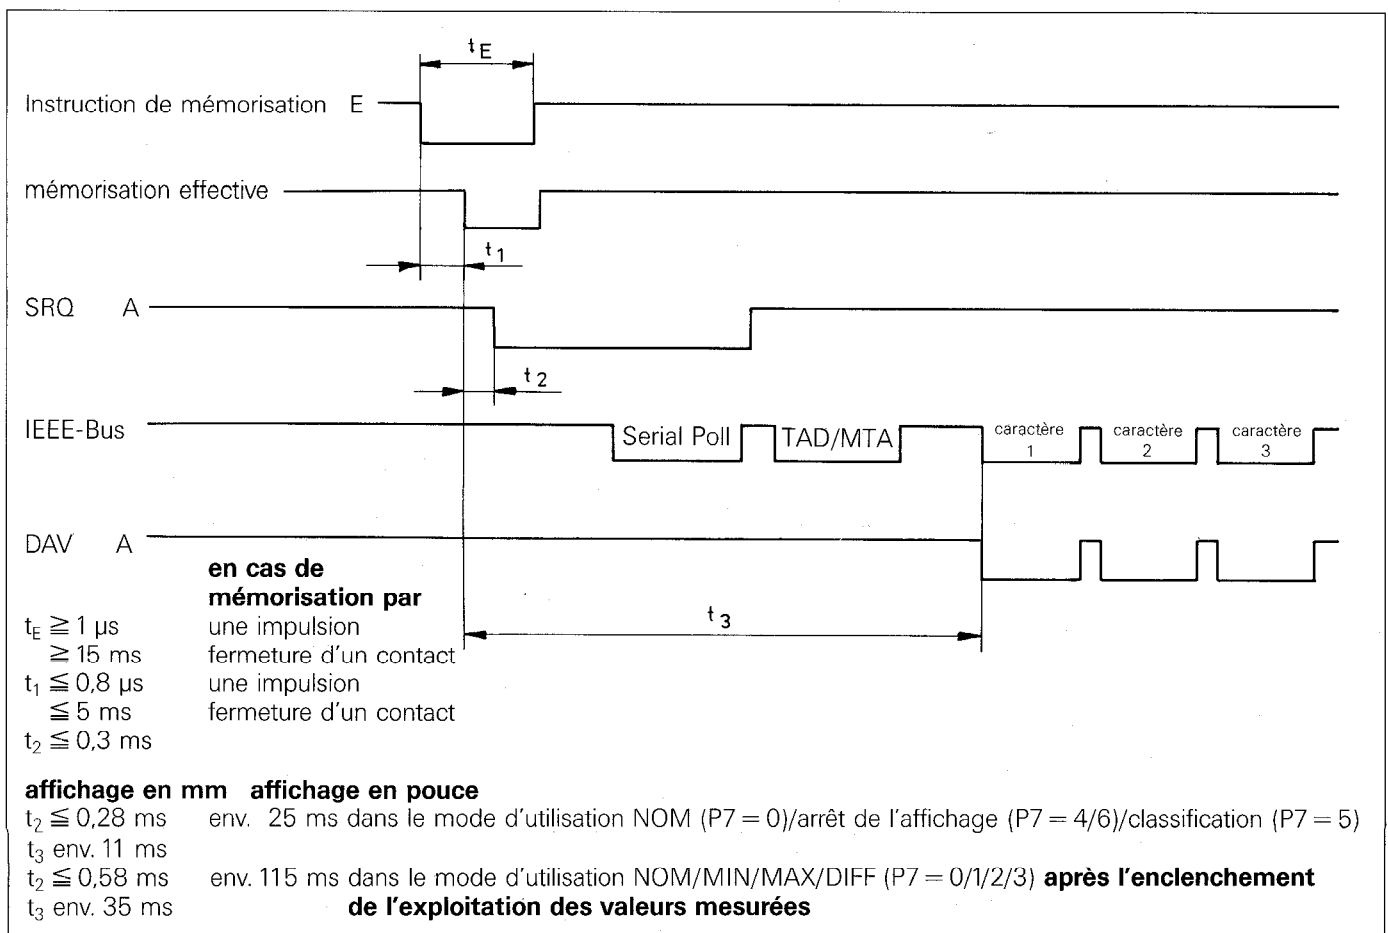 tE
Instruction de mémorisation E
mémorisation effective
t1
SRQ A
t2
IEEE-Bus Serial Poll TAD/MTA caractère 1 caractère 2 caractère 3
DAV A
en cas de
mémorisation par
t3
tE ≧ 1 µs une impulsion
≧ 15 ms fermeture d'un contact
t1 ≦ 0,8 µs une impulsion
≦ 5 ms fermeture d'un contact
t2 ≦ 0,3 ms
affichage en mm affichage en pouce
t2 ≦ 0,28 ms env. 25 ms dans le mode d'utilisation NOM (P7 = 0)/arrêt de l'affichage (P7 = 4/6)/classification (P7 = 5)
t3 env. 11 ms
t2 ≦ 0,58 ms env. 115 ms dans le mode d'utilisation NOM/MIN/MAX/DIFF (P7 = 0/1/2/3) après l'enclenchement
t3 env. 35 ms de l'exploitation des valeurs mesurées